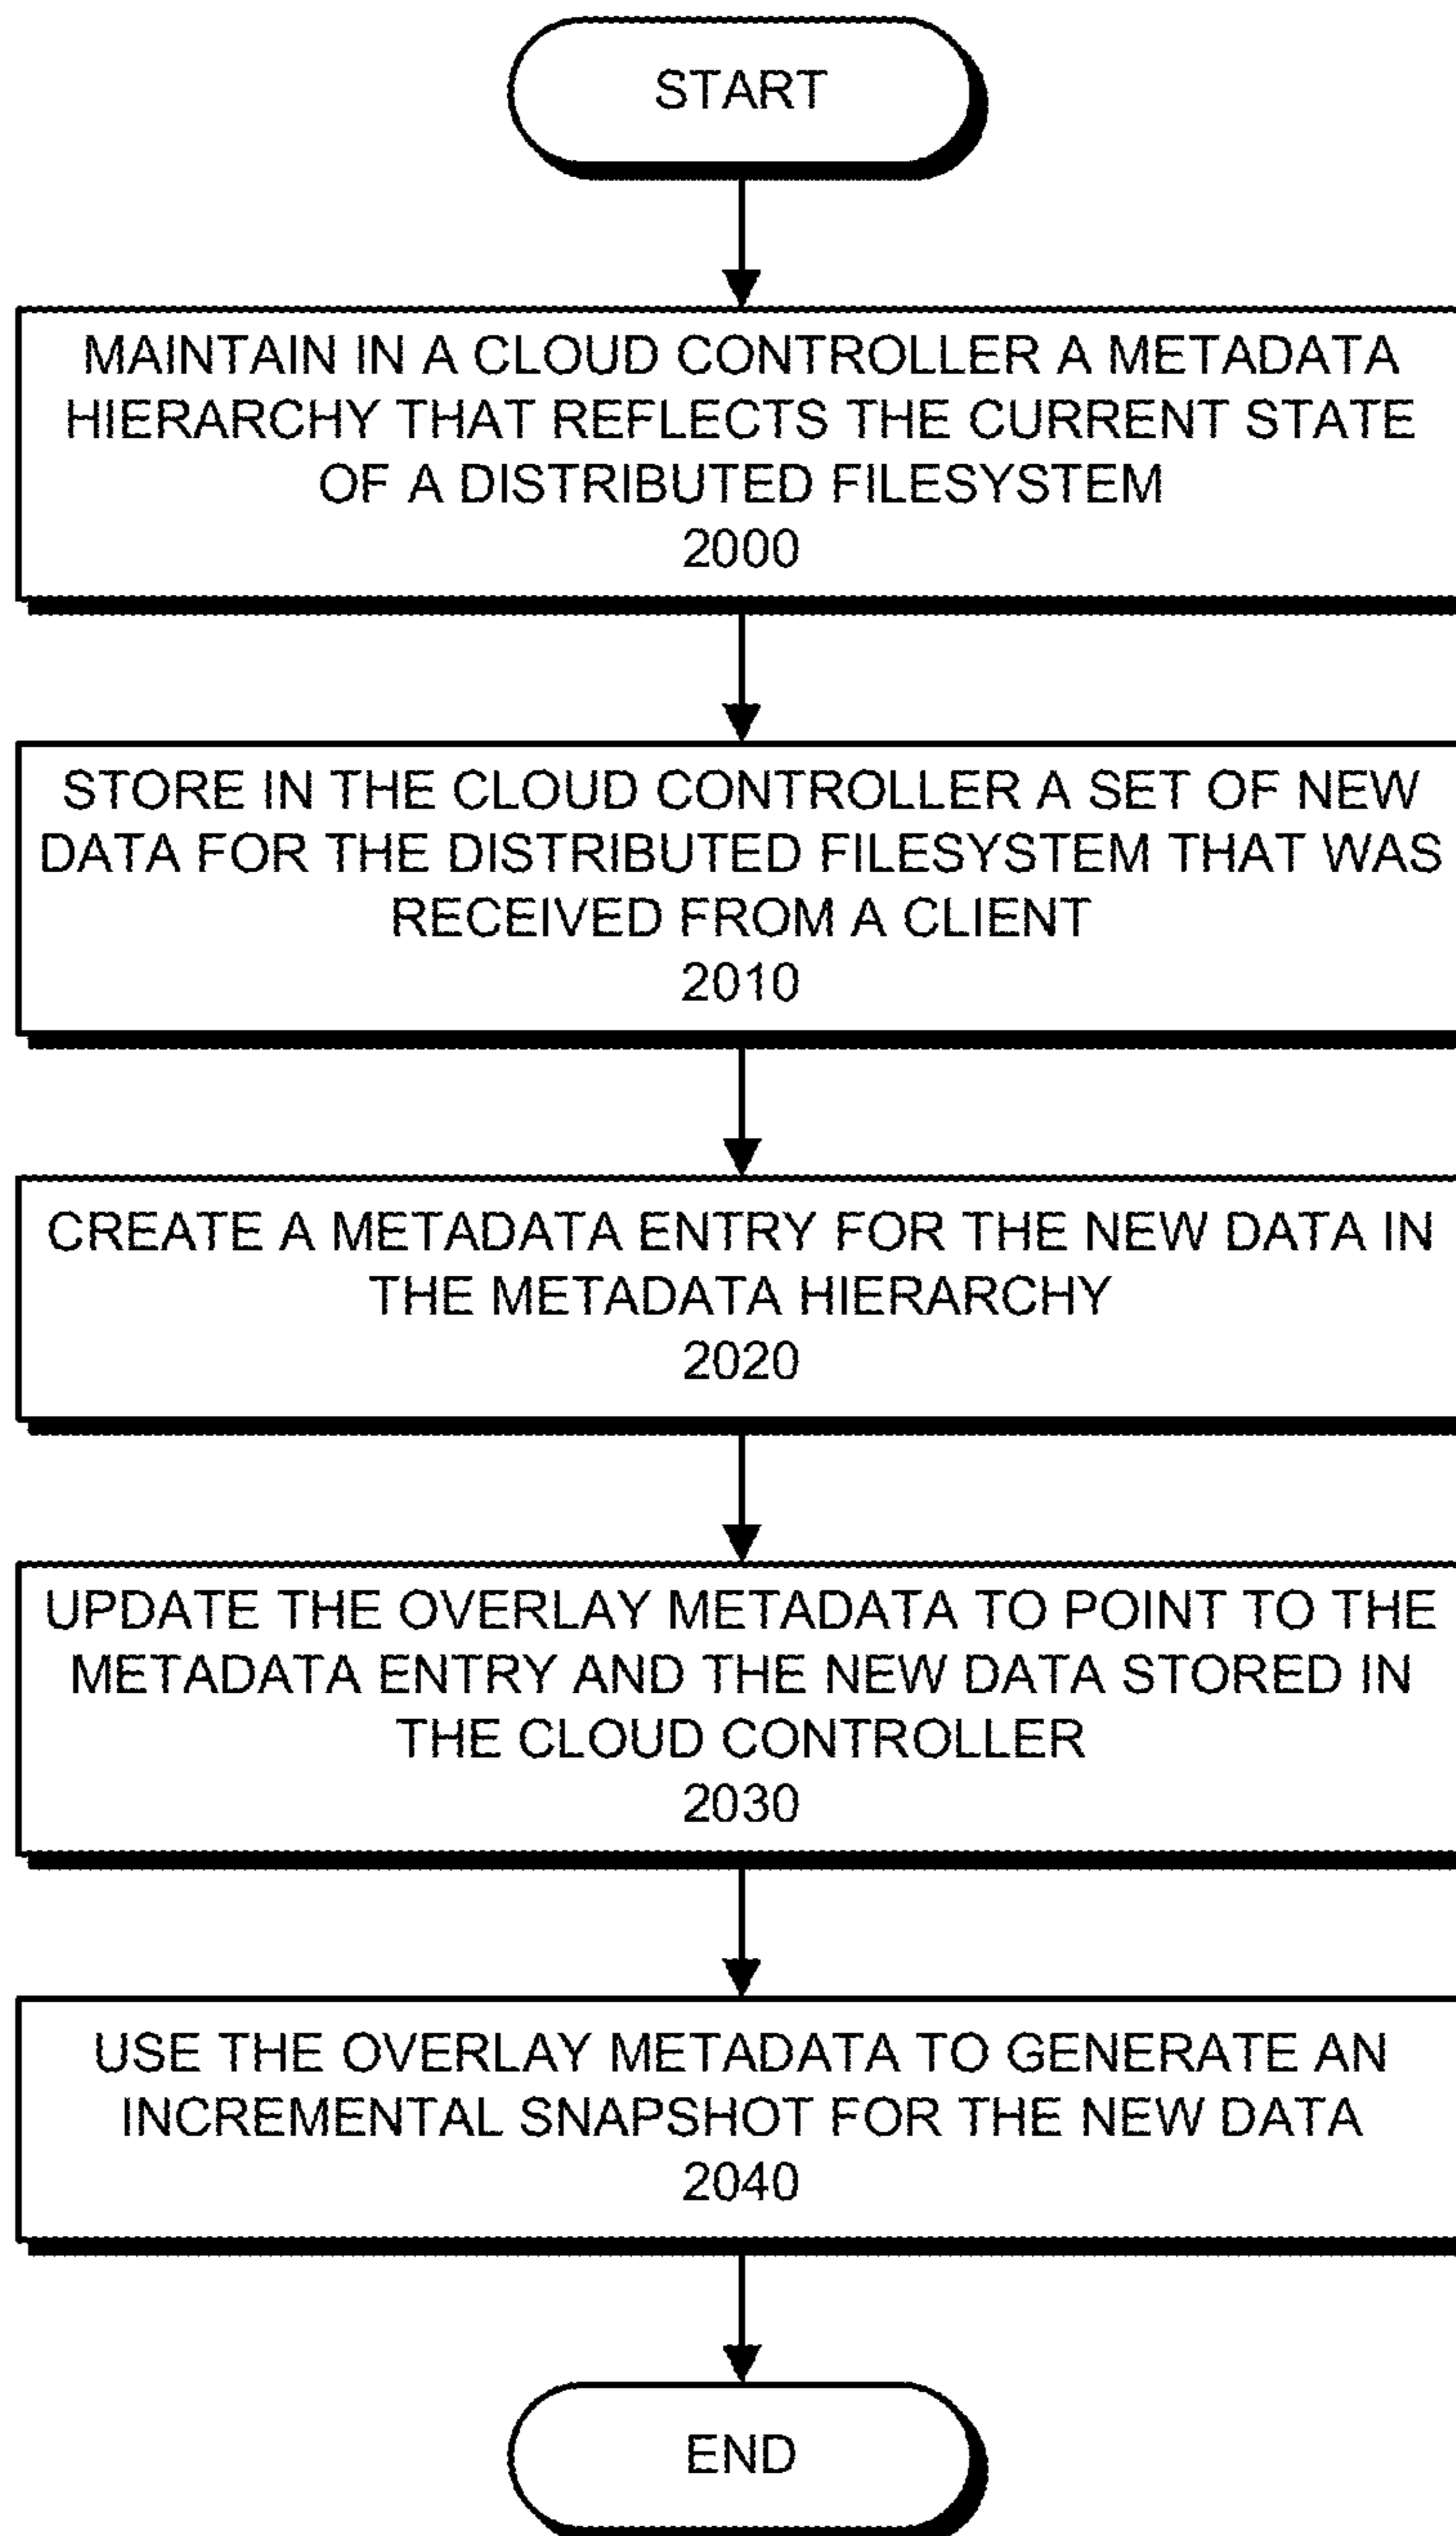 START
MAINTAIN IN A CLOUD CONTROLLER A METADATA
HIERARCHY THAT REFLECTS THE CURRENT STATE
OF A DISTRIBUTED FILESYSTEM
2000
STORE IN THE CLOUD CONTROLLER A SET OF NEW
DATA FOR THE DISTRIBUTED FILESYSTEM THAT WAS
RECEIVED FROM A CLIENT
2010
CREATE A METADATA ENTRY FOR THE NEW DATA IN
THE METADATA HIERARCHY
2020
UPDATE THE OVERLAY METADATA TO POINT TO THE
METADATA ENTRY AND THE NEW DATA STORED IN
THE CLOUD CONTROLLER
2030
USE THE OVERLAY METADATA TO GENERATE AN
INCREMENTAL SNAPSHOT FOR THE NEW DATA
2040
END